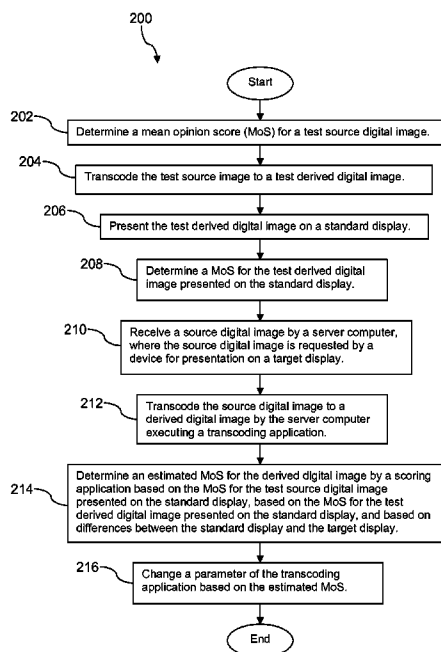 200
Start
202
Determine a mean opinion score (MoS) for a test source digital image.
204
Transcode the test source image to a test derived digital image.
206
Present the test derived digital image on a standard display.
208
Determine a MoS for the test derived digital
image presented on the standard display.
210
Receive a source digital image by a server computer,
where the source digital image is requested by a
device for presentation on a target display.
212
Transcode the source digital image to a
derived digital image by the server computer
executing a transcoding application.
214
Determine an estimated MoS for the derived digital image by a scoring
application based on the MoS for the test source digital image
presented on the standard display, based on the MoS for the test
derived digital image presented on the standard display, and based on
differences between the standard display and the target display.
216
Change a parameter of the transcoding
application based on the estimated MoS.
End